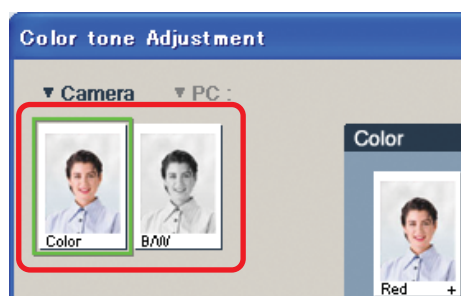 Color tone Adjustment
▼ Camera ▼ PC :
Color B/W
Color
Red +